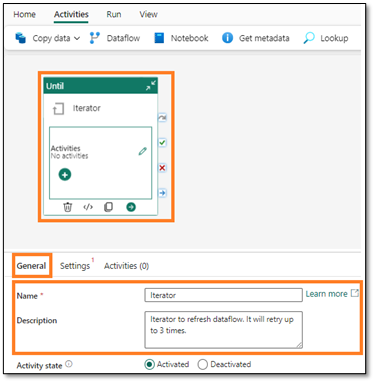 Home Activities Run View
Copy data Dataflow Notebook Get metadata Lookup
Until
Iterator
Activities
No activities
General Settings 1 Activities (0)
Name * Iterator Learn more
Description Iterator to refresh dataflow. It will retry up
to 3 times.
Activity state Activated Deactivated